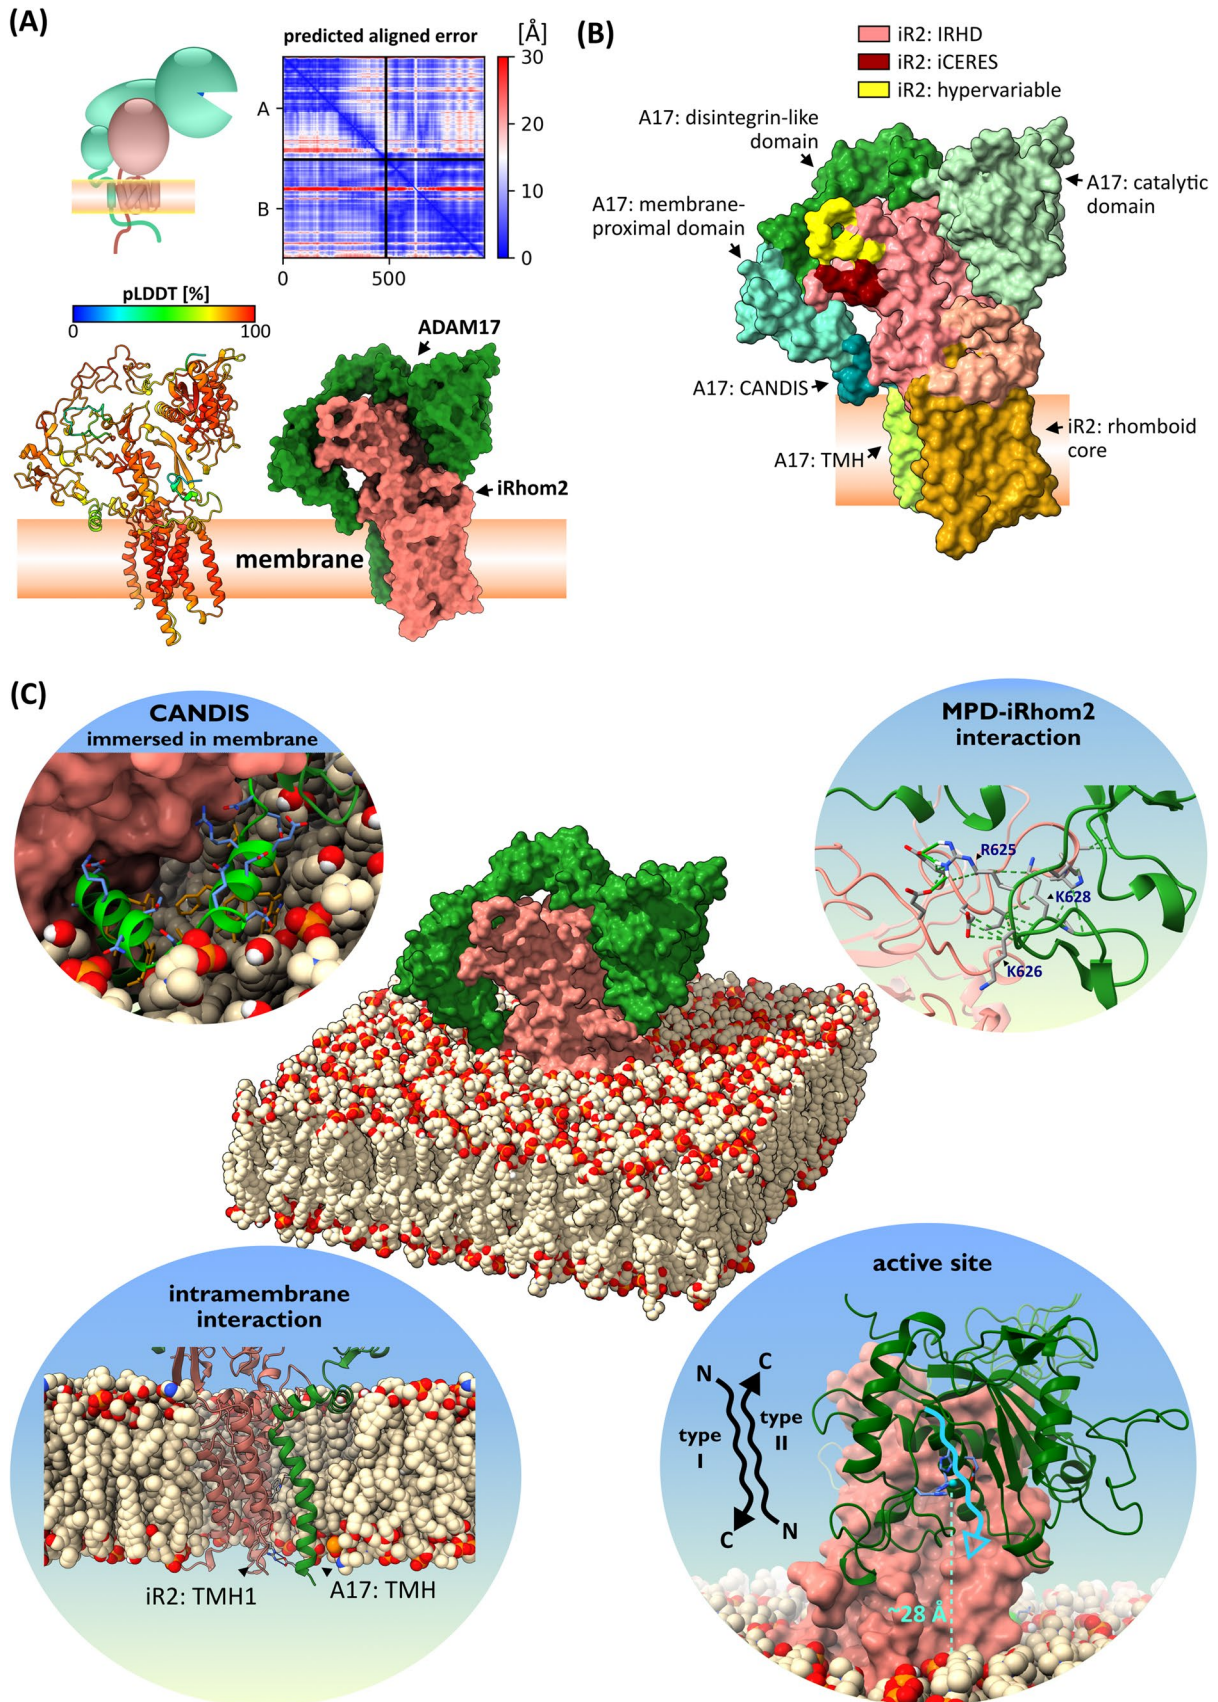 (A)
predicted aligned error
[Å]
30
20
10
0
A
B
0
500
pLDDT [%]
0
100
ADAM17
iRhom2
membrane
(B)
iR2: IRHD
iR2: iCERES
iR2: hypervariable
A17: disintegrin-like
domain
A17: membrane-
proximal domain
A17: catalytic
domain
A17: CANDIS
A17: TMH
iR2: rhomboid
core
(C)
CANDIS
immersed in membrane
MPD-iRhom2
interaction
R625
K628
K626
intramembrane
interaction
iR2: TMH1
A17: TMH
active site
N
C
type
I
type
II
C
N
~28 Å